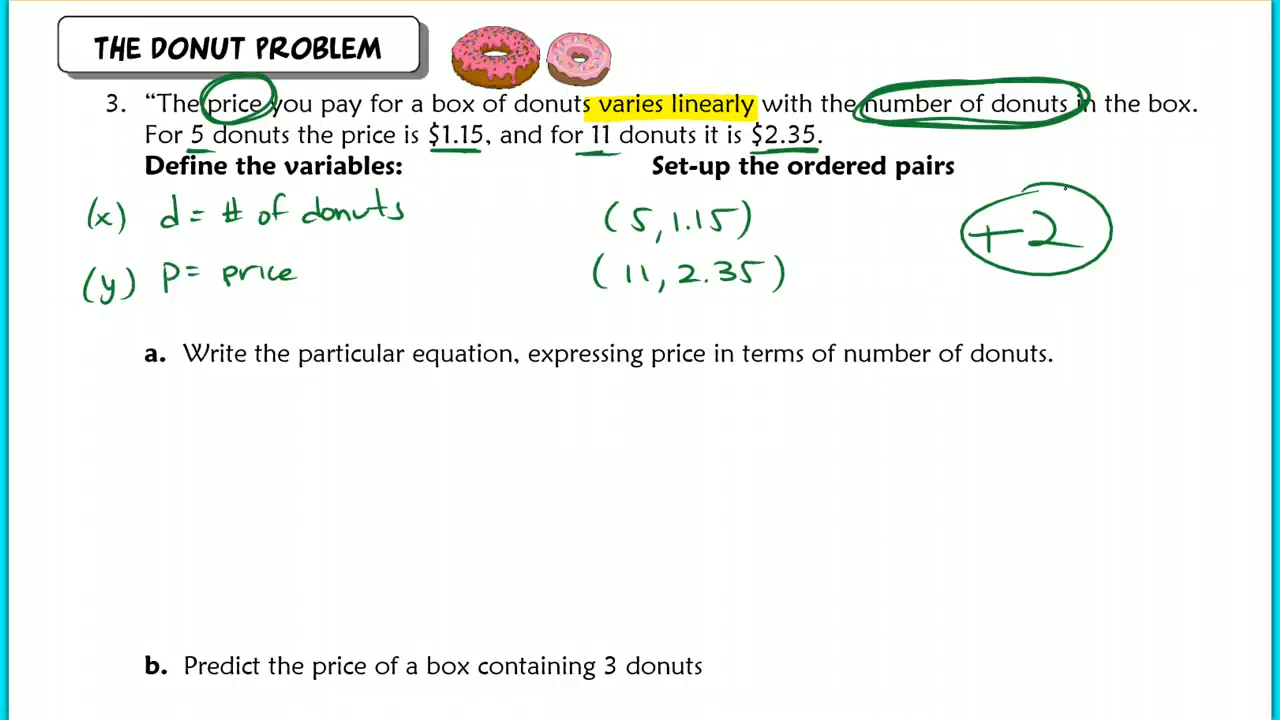 THE DONUT PROBLEM
3. “The price you pay for a box of donuts varies linearly with the number of donuts in the box.
For 5 donuts the price is $1.15, and for 11 donuts it is $2.35.
Define the variables: Set-up the ordered pairs
(x) d = # of donuts (5, 1.15) +2
(y) p = price (11, 2.35)
a. Write the particular equation, expressing price in terms of number of donuts.
b. Predict the price of a box containing 3 donuts